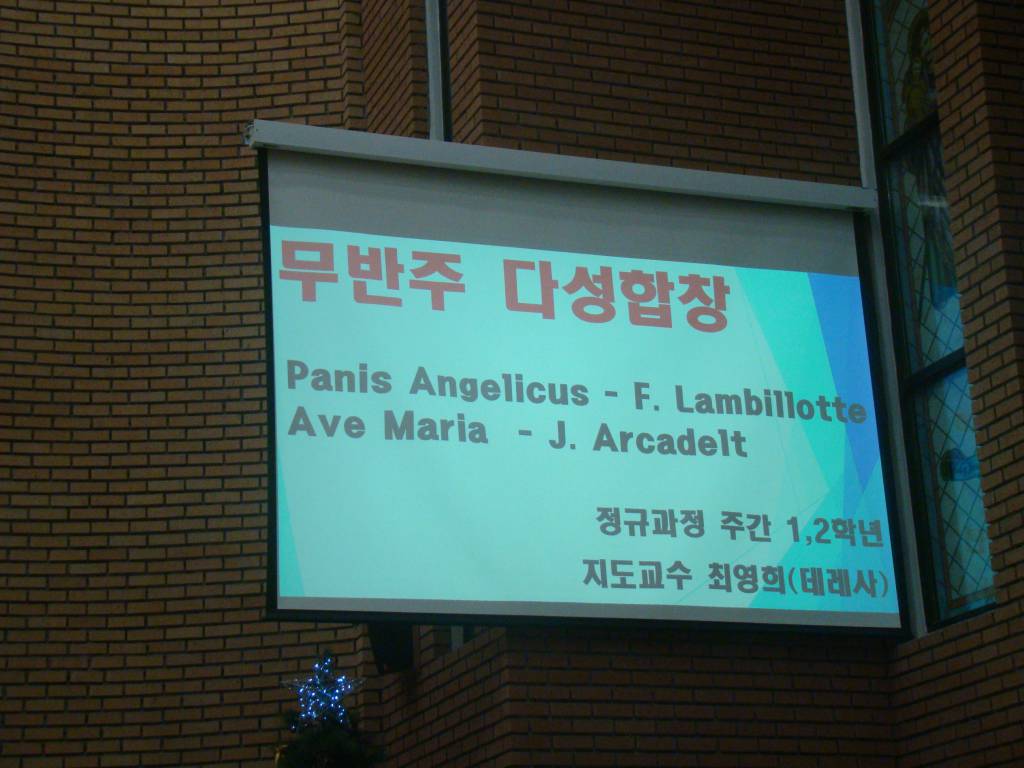 무반주 다성합창
Panis Angelicus - F. Lambillotte
Ave Maria - J. Arcadelt
정규과정 주간 1,2학년
지도교수 최영희(테레사)